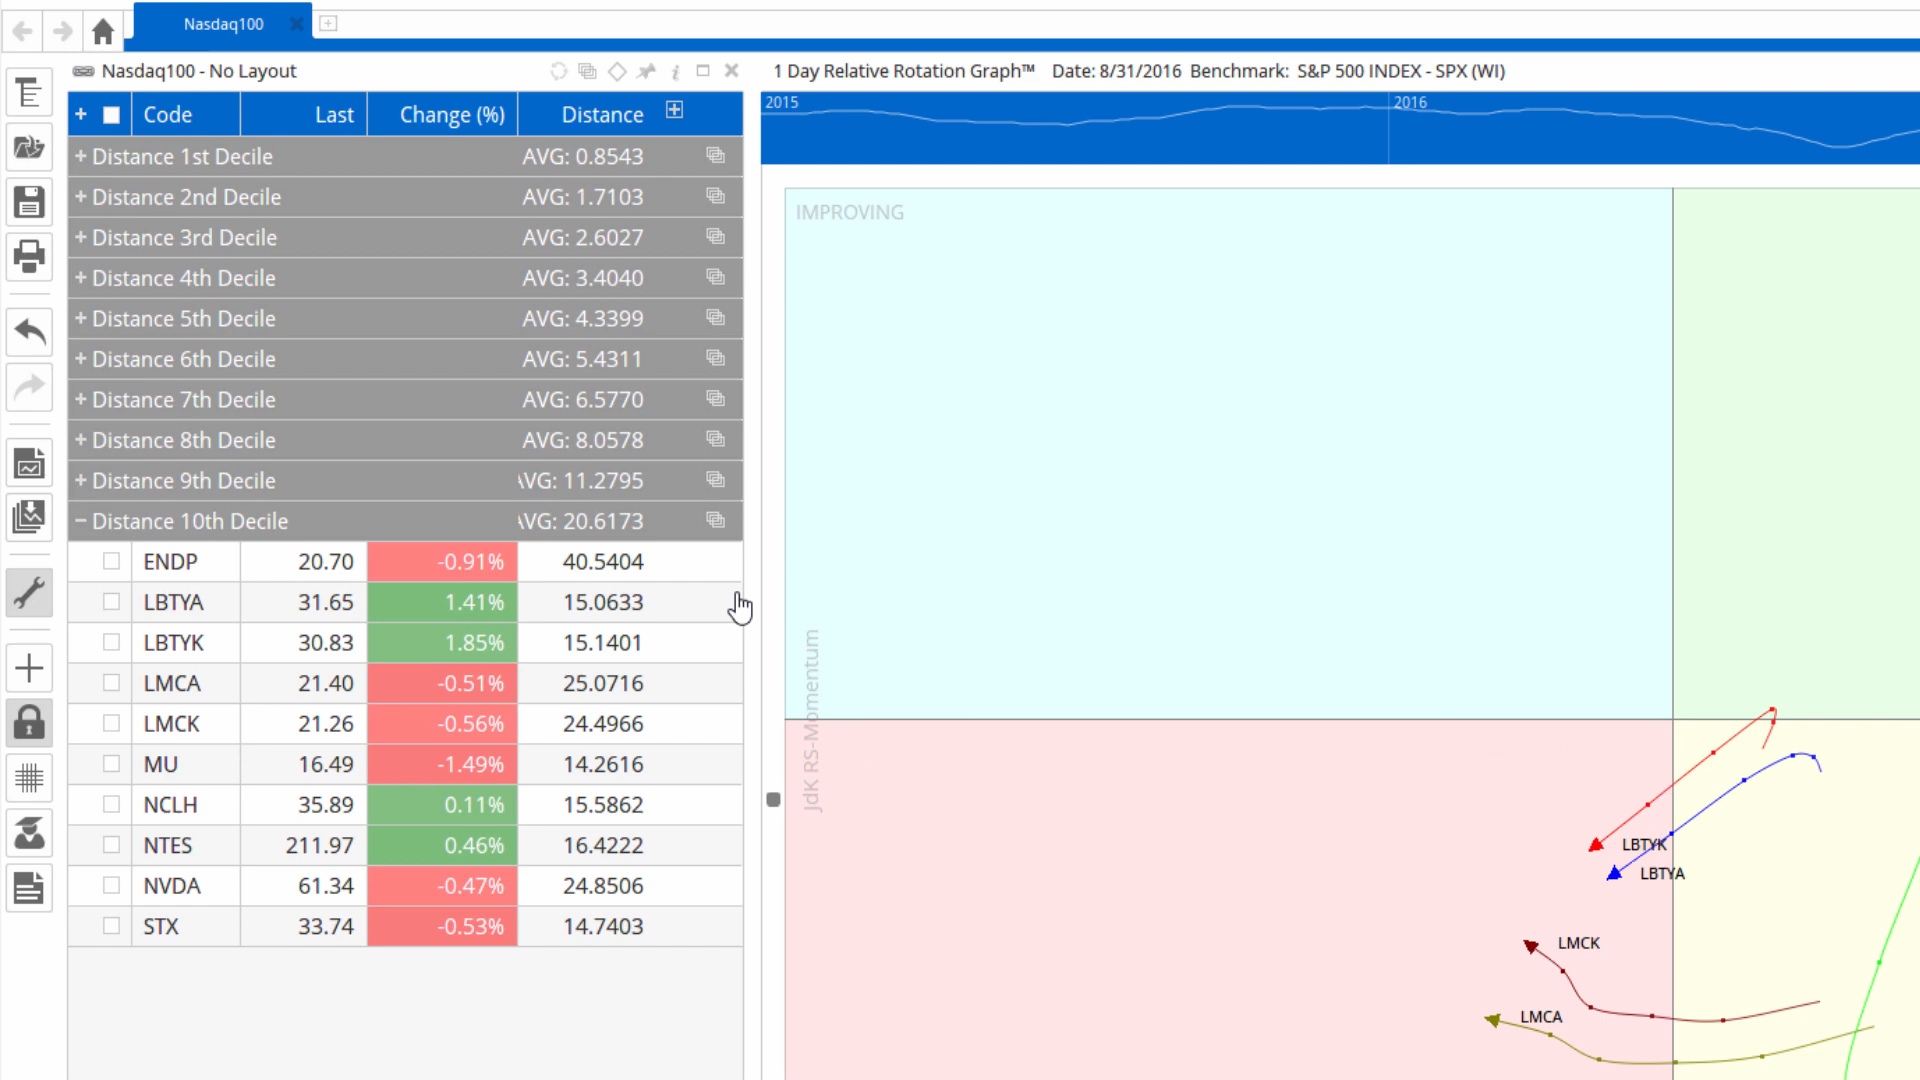 Nasdaq100
Nasdaq100 - No Layout
1 Day Relative Rotation Graph™ Date: 8/31/2016 Benchmark: S&P 500 INDEX - SPX (WI)
+ Code Last Change (%) Distance
2015 2016
+ Distance 1st Decile AVG: 0.8543
+ Distance 2nd Decile AVG: 1.7103
+ Distance 3rd Decile AVG: 2.6027
+ Distance 4th Decile AVG: 3.4040
+ Distance 5th Decile AVG: 4.3399
+ Distance 6th Decile AVG: 5.4311
+ Distance 7th Decile AVG: 6.5770
+ Distance 8th Decile AVG: 8.0578
+ Distance 9th Decile AVG: 11.2795
− Distance 10th Decile AVG: 20.6173
ENDP 20.70 -0.91% 40.5404
LBTYA 31.65 1.41% 15.0633
LBTYK 30.83 1.85% 15.1401
LMCA 21.40 -0.51% 25.0716
LMCK 21.26 -0.56% 24.4966
MU 16.49 -1.49% 14.2616
NCLH 35.89 0.11% 15.5862
NTES 211.97 0.46% 16.4222
NVDA 61.34 -0.47% 24.8506
STX 33.74 -0.53% 14.7403
IMPROVING
JdK RS-Momentum
LBTYK
LBTYA
LMCK
LMCA